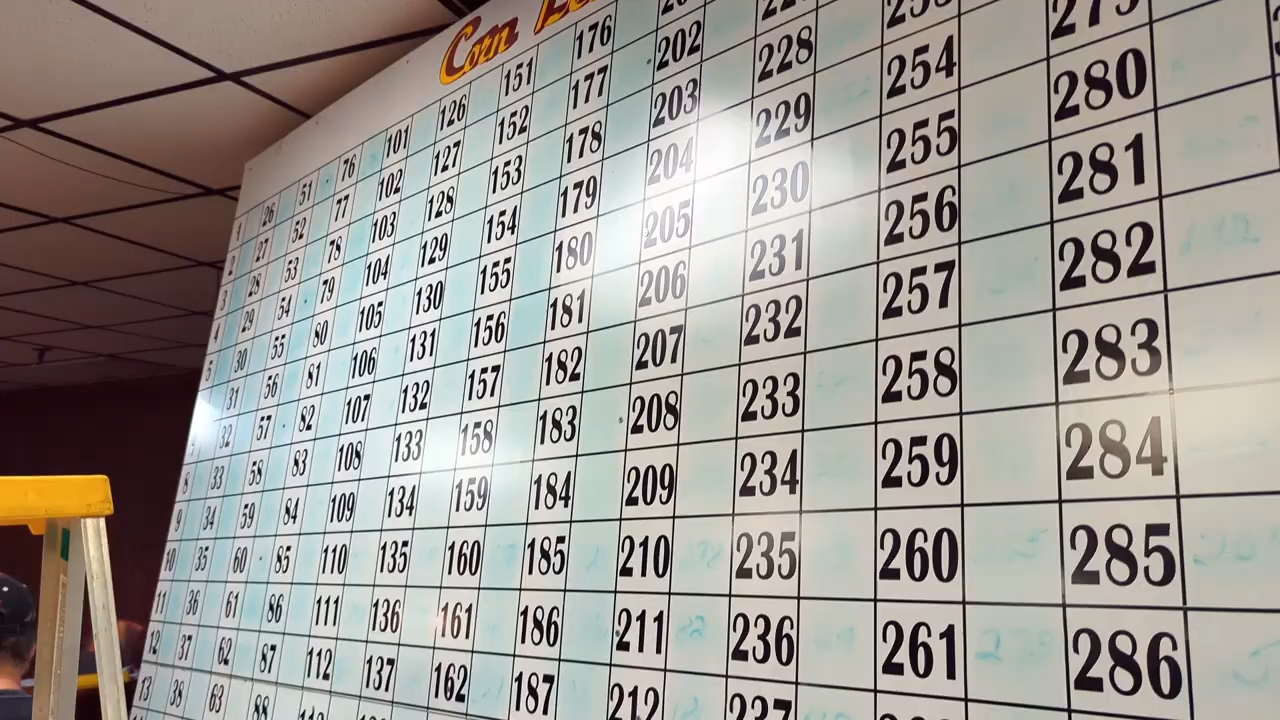 Corn
1 26 51 76 101 126 151 176
2 27 52 77 102 127 152 177 202
3 28 53 78 103 128 153 178 203 228
4 29 54 79 104 129 154 179 204 229 254 279
5 30 55 80 105 130 155 180 205 230 255 280
31 56 81 106 131 156 181 206 231 256 281
32 57 82 107 132 157 182 207 232 257 282
8 33 58 83 108 133 158 183 208 233 258 283
9 34 59 84 109 134 159 184 209 234 259 284
10 35 60 85 110 135 160 185 210 235 260 285
11 36 61 86 111 136 161 186 211 236 261 286
12 37 62 87 112 137 162 187 212 237
13 38 63 88